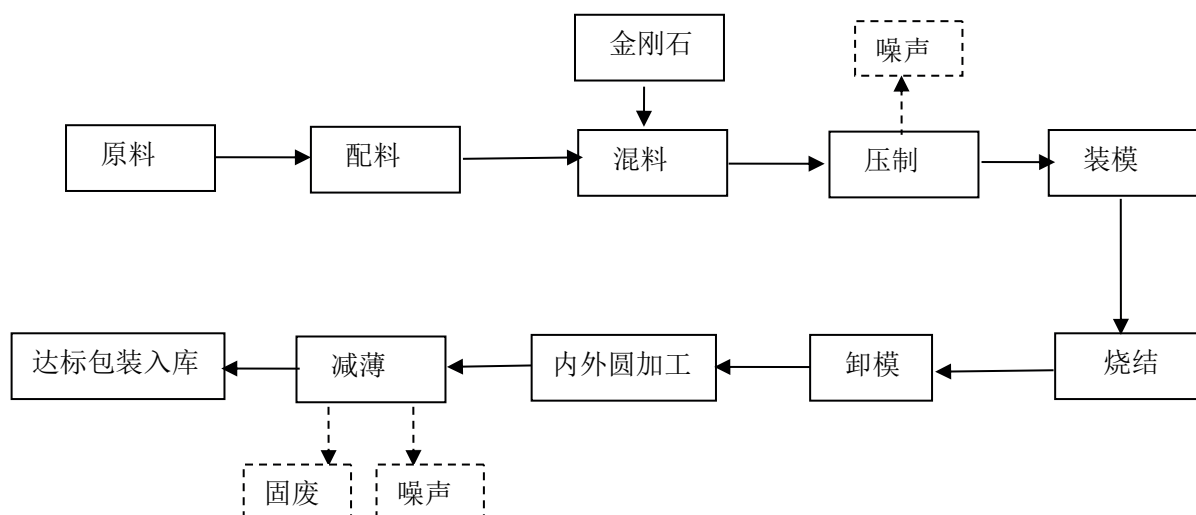 金刚石
噪声
原料
配料
混料
压制
装模
达标包装入库
减薄
内外圆加工
卸模
烧结
固废
噪声